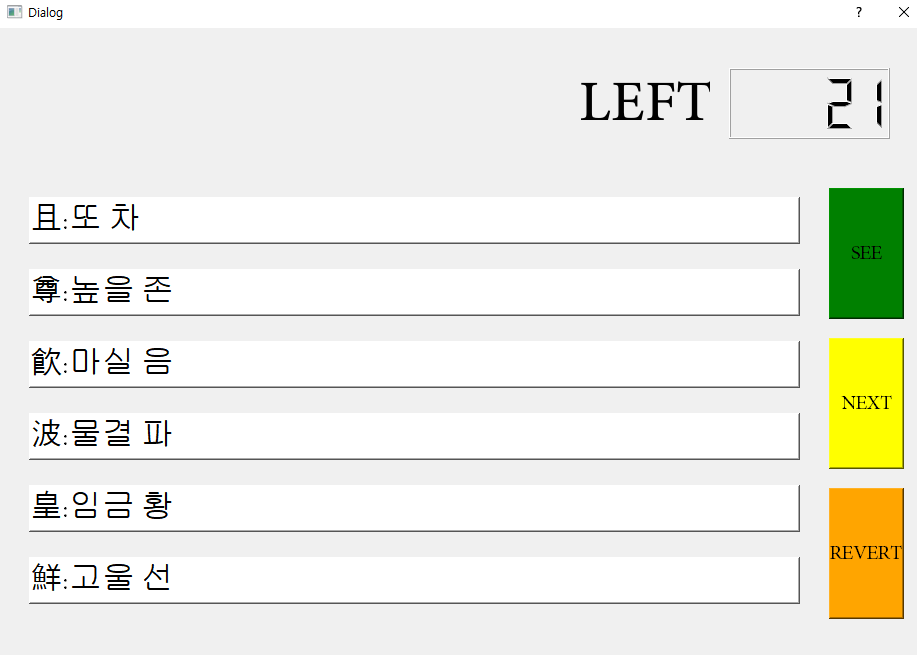 Dialog
?
LEFT 21
且:또 차
尊:높을 존
飮:마실 음
波:물결 파
皇:임금 황
鮮:고울 선
SEE
NEXT
REVERT